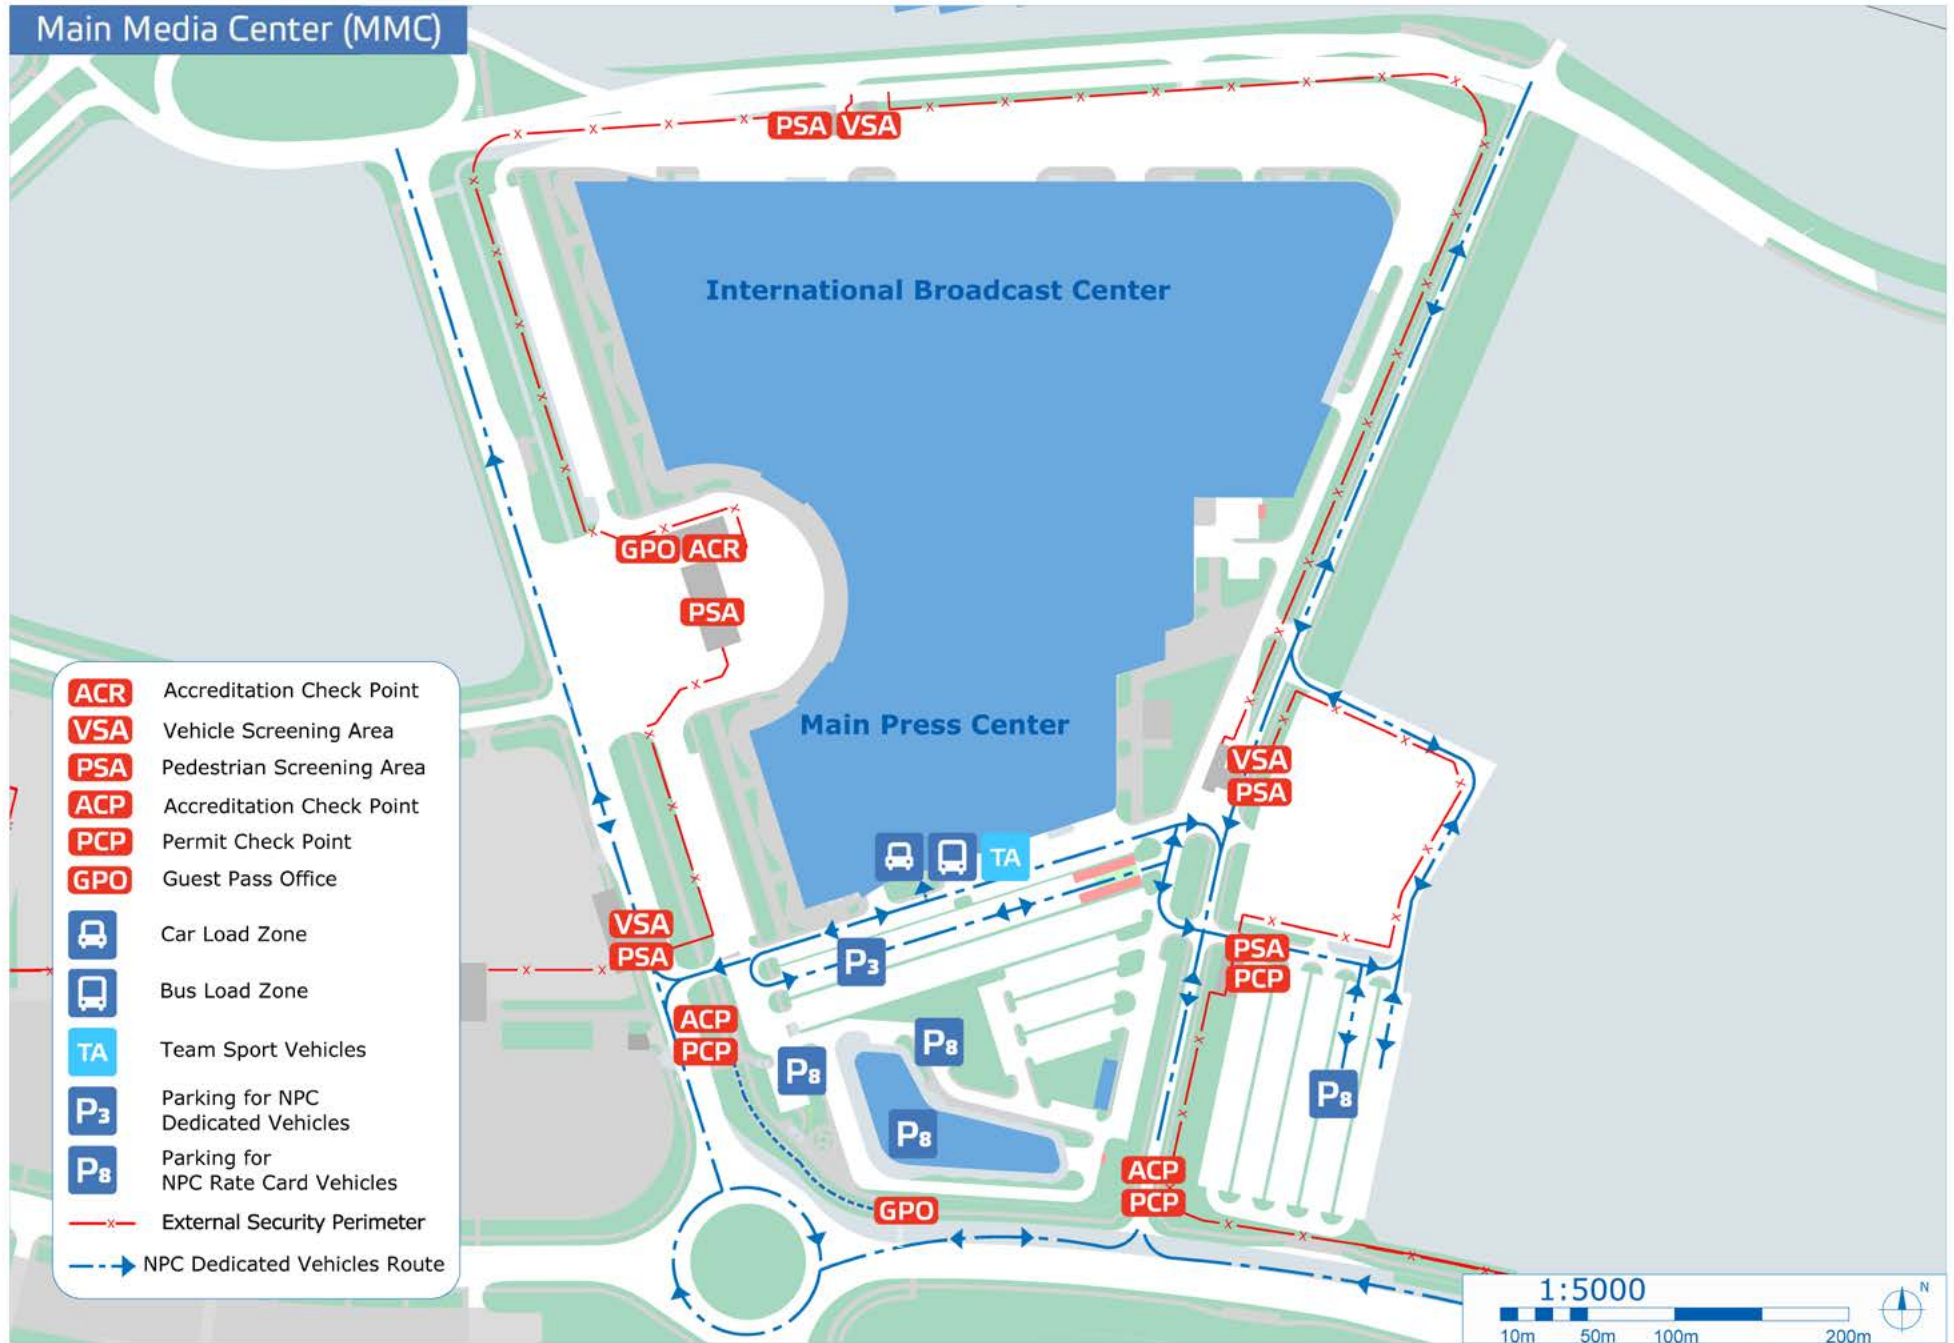 Main Media Center (MMC)
PSA VSA
International Broadcast Center
GPO ACR
PSA
Main Press Center
VSA
PSA
TA
VSA
PSA
P3
PSA
PCP
ACP
PCP
P8
P8
P8
P8
ACP
PCP
GPO
ACR Accreditation Check Point
VSA Vehicle Screening Area
PSA Pedestrian Screening Area
ACP Accreditation Check Point
PCP Permit Check Point
GPO Guest Pass Office
Car Load Zone
Bus Load Zone
TA Team Sport Vehicles
P3 Parking for NPC
Dedicated Vehicles
P8 Parking for
NPC Rate Card Vehicles
External Security Perimeter
NPC Dedicated Vehicles Route
1:5000
N
10m 50m 100m 200m